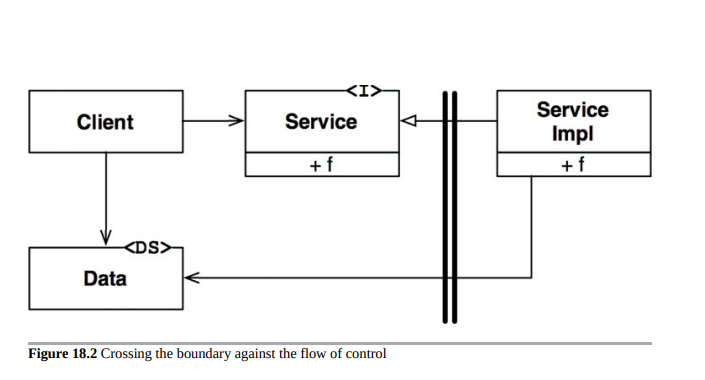 <I>
Client
Service
Service
Impl
+ f
+ f
<DS>
Data
Figure 18.2 Crossing the boundary against the flow of control